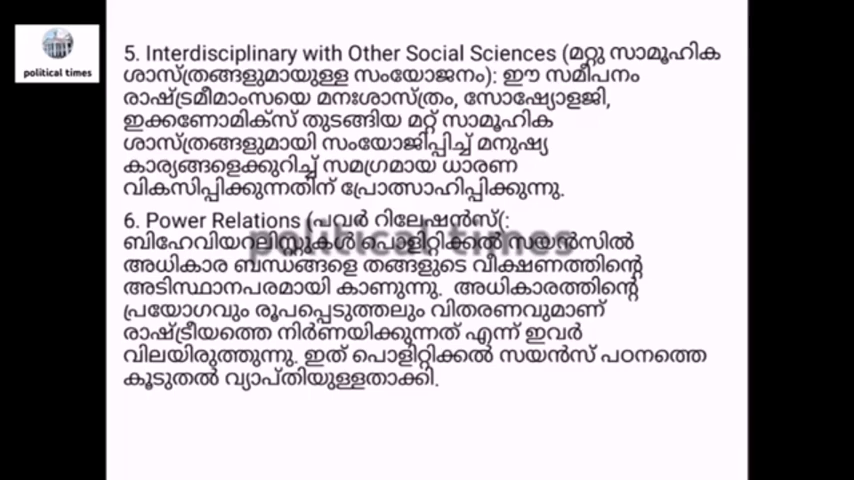 political times
5. Interdisciplinary with Other Social Sciences (മറ്റു സാമൂഹിക
ശാസ്ത്രങ്ങളുമായുള്ള സംയോജനം): ഈ സമീപനം
രാഷ്ട്രമീമാംസയെ മനഃശാസ്ത്രം, സോഷ്യോളജി,
ഇക്കണോമിക്സ് തുടങ്ങിയ മറ്റ് സാമൂഹിക
ശാസ്ത്രങ്ങളുമായി സംയോജിപ്പിച്ച് മനുഷ്യ
കാര്യങ്ങളെക്കുറിച്ച് സമഗ്രമായ ധാരണ
വികസിപ്പിക്കുന്നതിന് പ്രോത്സാഹിപ്പിക്കുന്നു.
6. Power Relations (പവർ റിലേഷൻസ്(:
ബിഹേവിയറലിസ്റ്റുകൾ പൊളിറ്റിക്കൽ സയൻസിൽ
political times
അധികാര ബന്ധങ്ങളെ തങ്ങളുടെ വീക്ഷണത്തിന്റെ
അടിസ്ഥാനപരമായി കാണുന്നു. അധികാരത്തിന്റെ
പ്രയോഗവും രൂപപ്പെടുത്തലും വിതരണവുമാണ്
രാഷ്ട്രീയത്തെ നിർണയിക്കുന്നത് എന്ന് ഇവർ
വിലയിരുത്തുന്നു. ഇത് പൊളിറ്റിക്കൽ സയൻസ് പഠനത്തെ
കൂടുതൽ വ്യാപ്തിയുള്ളതാക്കി.